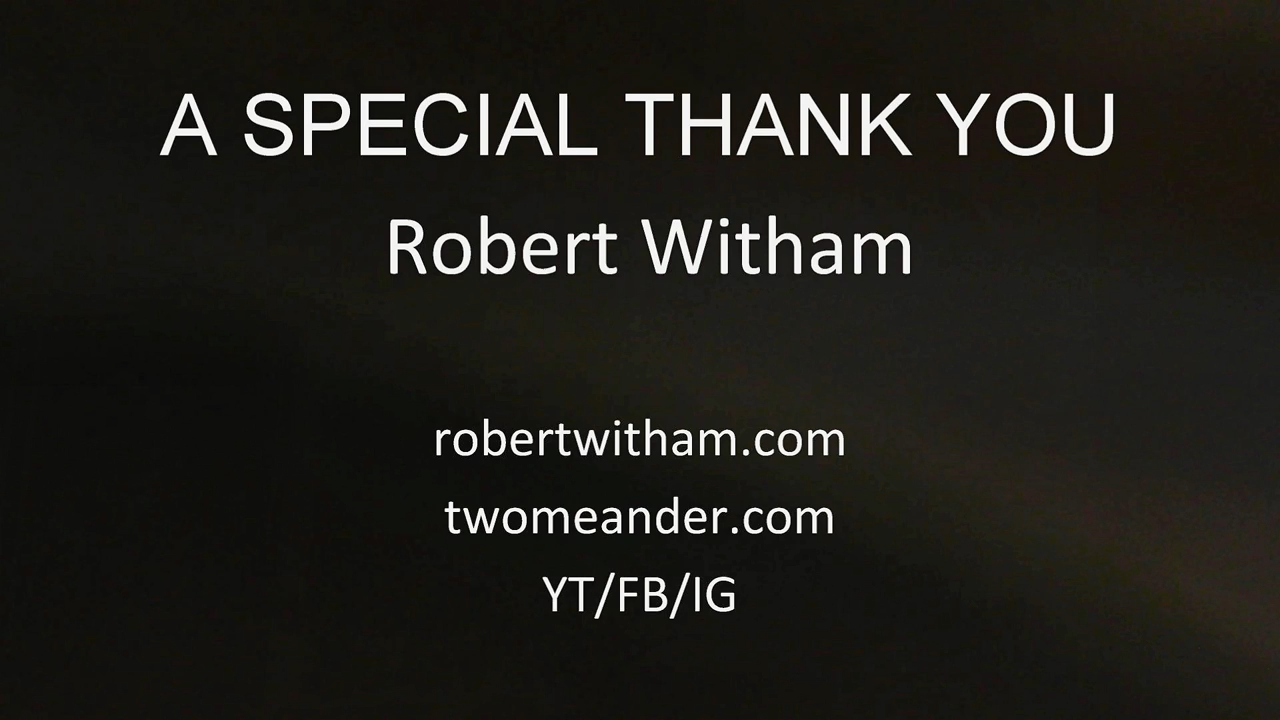 A SPECIAL THANK YOU
Robert Witham
robertwitham.com
twomeander.com
YT/FB/IG